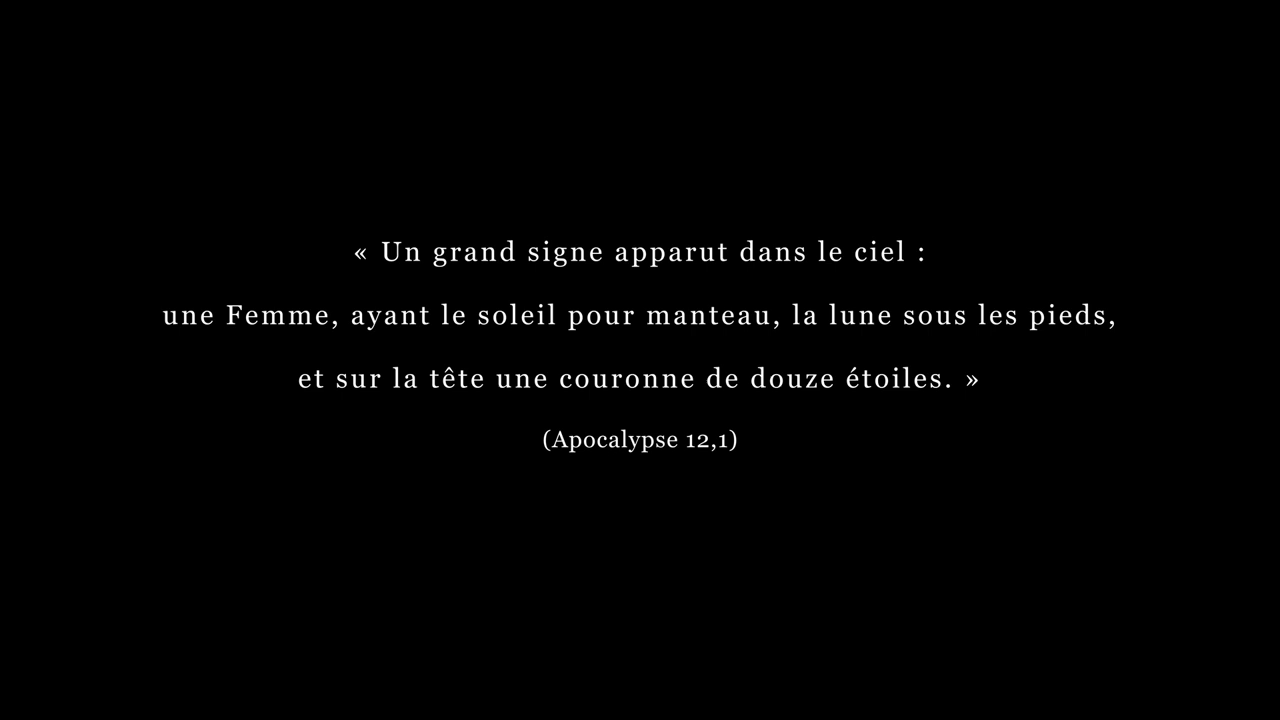 « Un grand signe apparut dans le ciel :
une Femme, ayant le soleil pour manteau, la lune sous les pieds,
et sur la tête une couronne de douze étoiles. »
(Apocalypse 12,1)